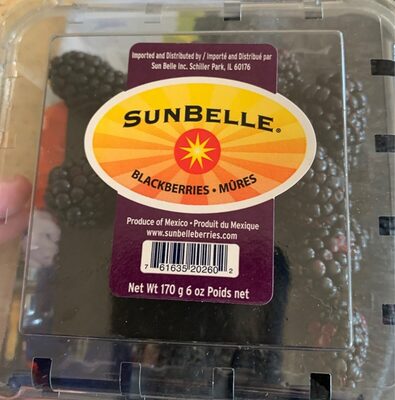 Imported and Distributed by / Importé and Distribué par
Sun Belle Inc. Schiller Park, IL 60176
SUNBELLE®
BLACKBERRIES • MÛRES
Produce of Mexico • Produit du Mexique
www.sunbelleberries.com
7 61635 20260 2
Net Wt 170 g 6 oz Poids net